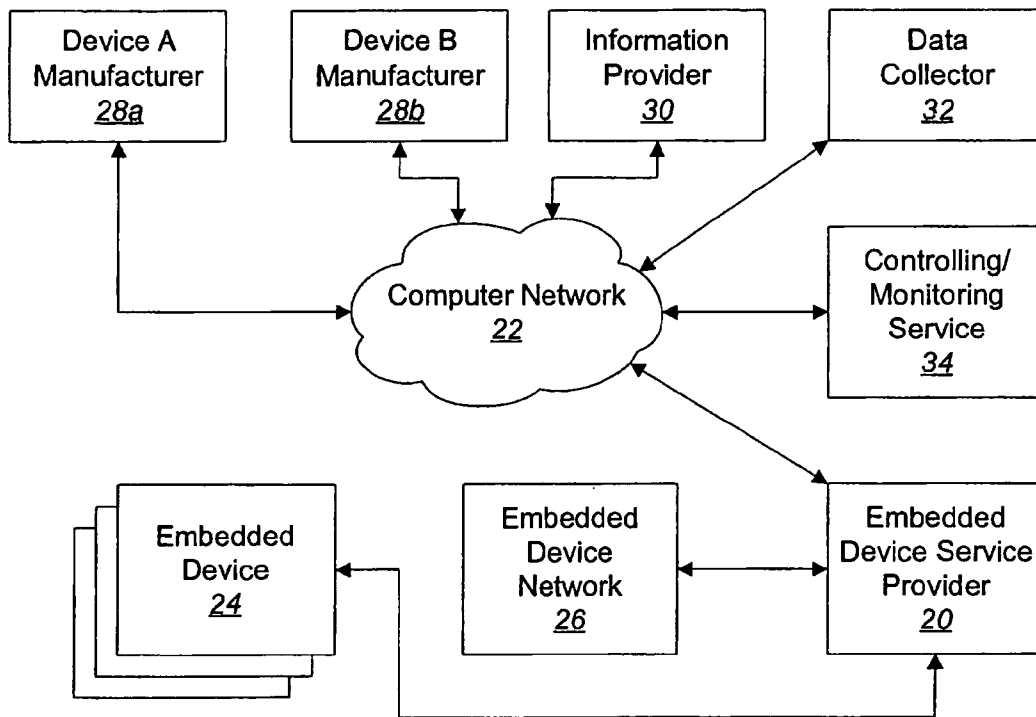 Device A
Manufacturer
28a
Device B
Manufacturer
28b
Information
Provider
30
Data
Collector
32
Computer Network
22
Controlling/
Monitoring
Service
34
Embedded
Device
24
Embedded
Device
Network
26
Embedded
Device Service
Provider
20